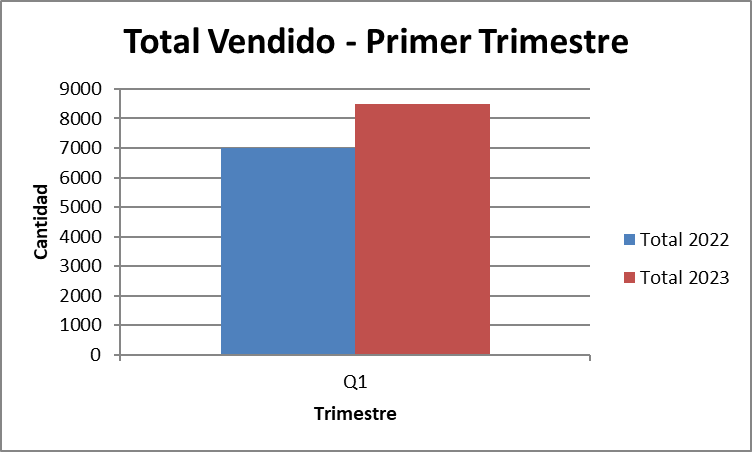 Total Vendido - Primer Trimestre
9000
8000
7000
6000
5000
4000
3000
2000
1000
0
Cantidad
Q1
Trimestre
Total 2022
Total 2023